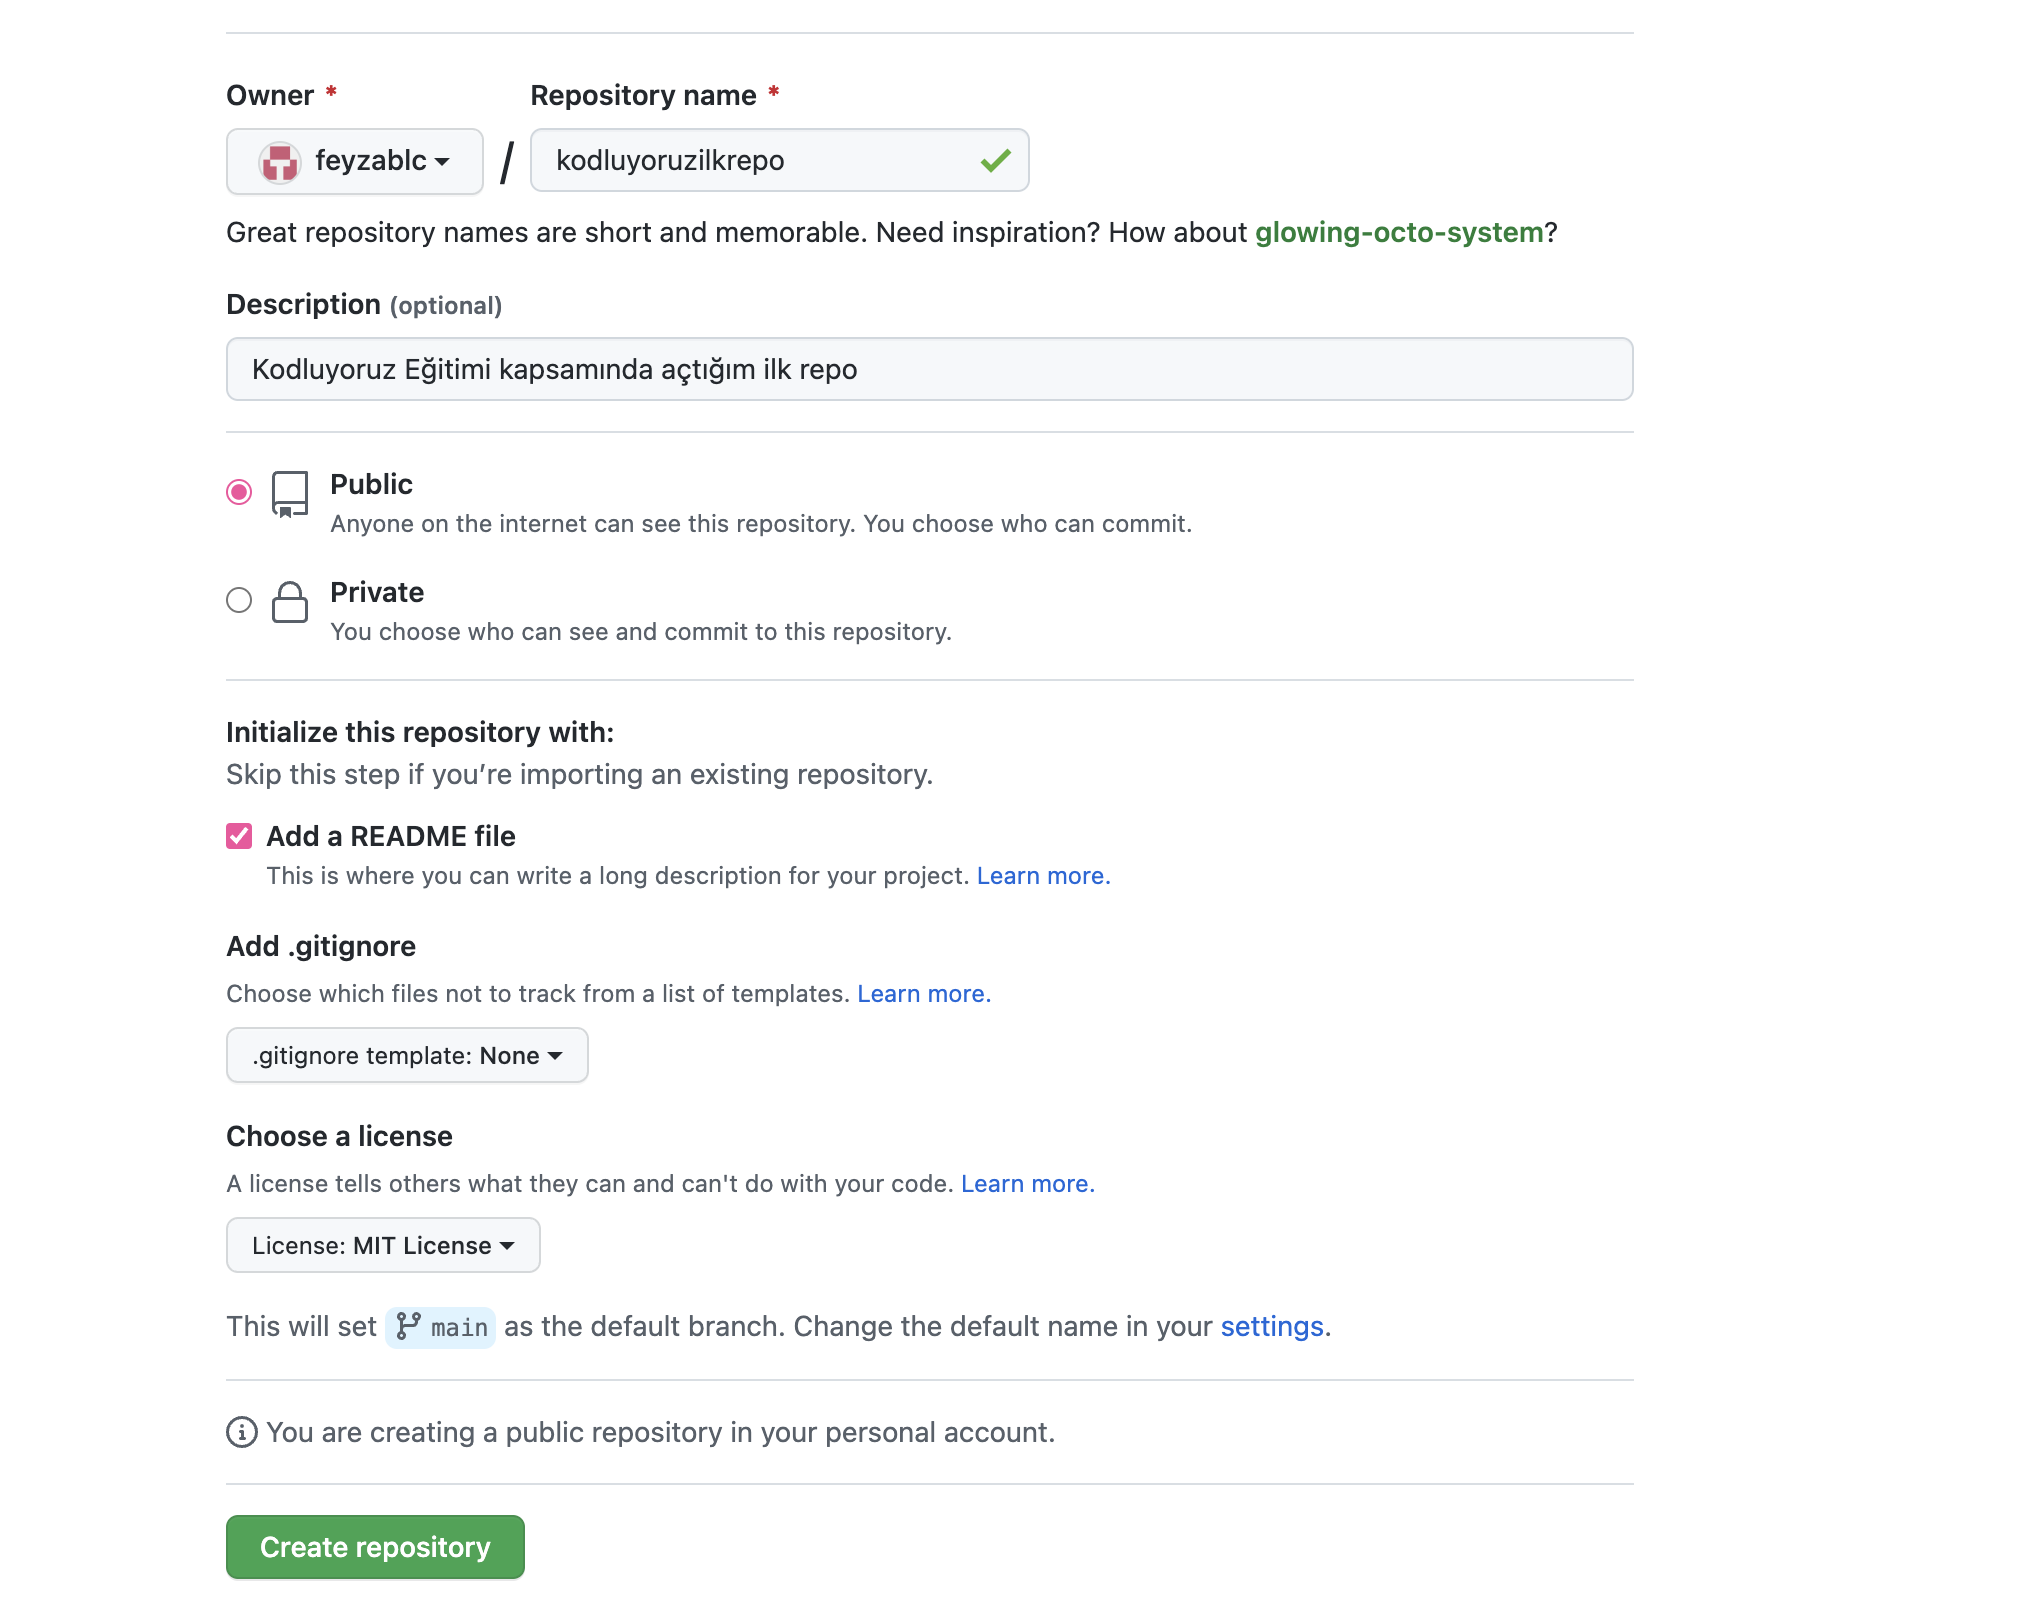 Owner *
Repository name *
feyzablc
/
kodluyoruzilkrepo
Great repository names are short and memorable. Need inspiration? How about glowing-octo-system?
Description (optional)
Kodluyoruz Eğitimi kapsamında açtığım ilk repo
Public
Anyone on the internet can see this repository. You choose who can commit.
Private
You choose who can see and commit to this repository.
Initialize this repository with:
Skip this step if you’re importing an existing repository.
Add a README file
This is where you can write a long description for your project. Learn more.
Add .gitignore
Choose which files not to track from a list of templates. Learn more.
.gitignore template: None
Choose a license
A license tells others what they can and can't do with your code. Learn more.
License: MIT License
This will set main as the default branch. Change the default name in your settings.
You are creating a public repository in your personal account.
Create repository